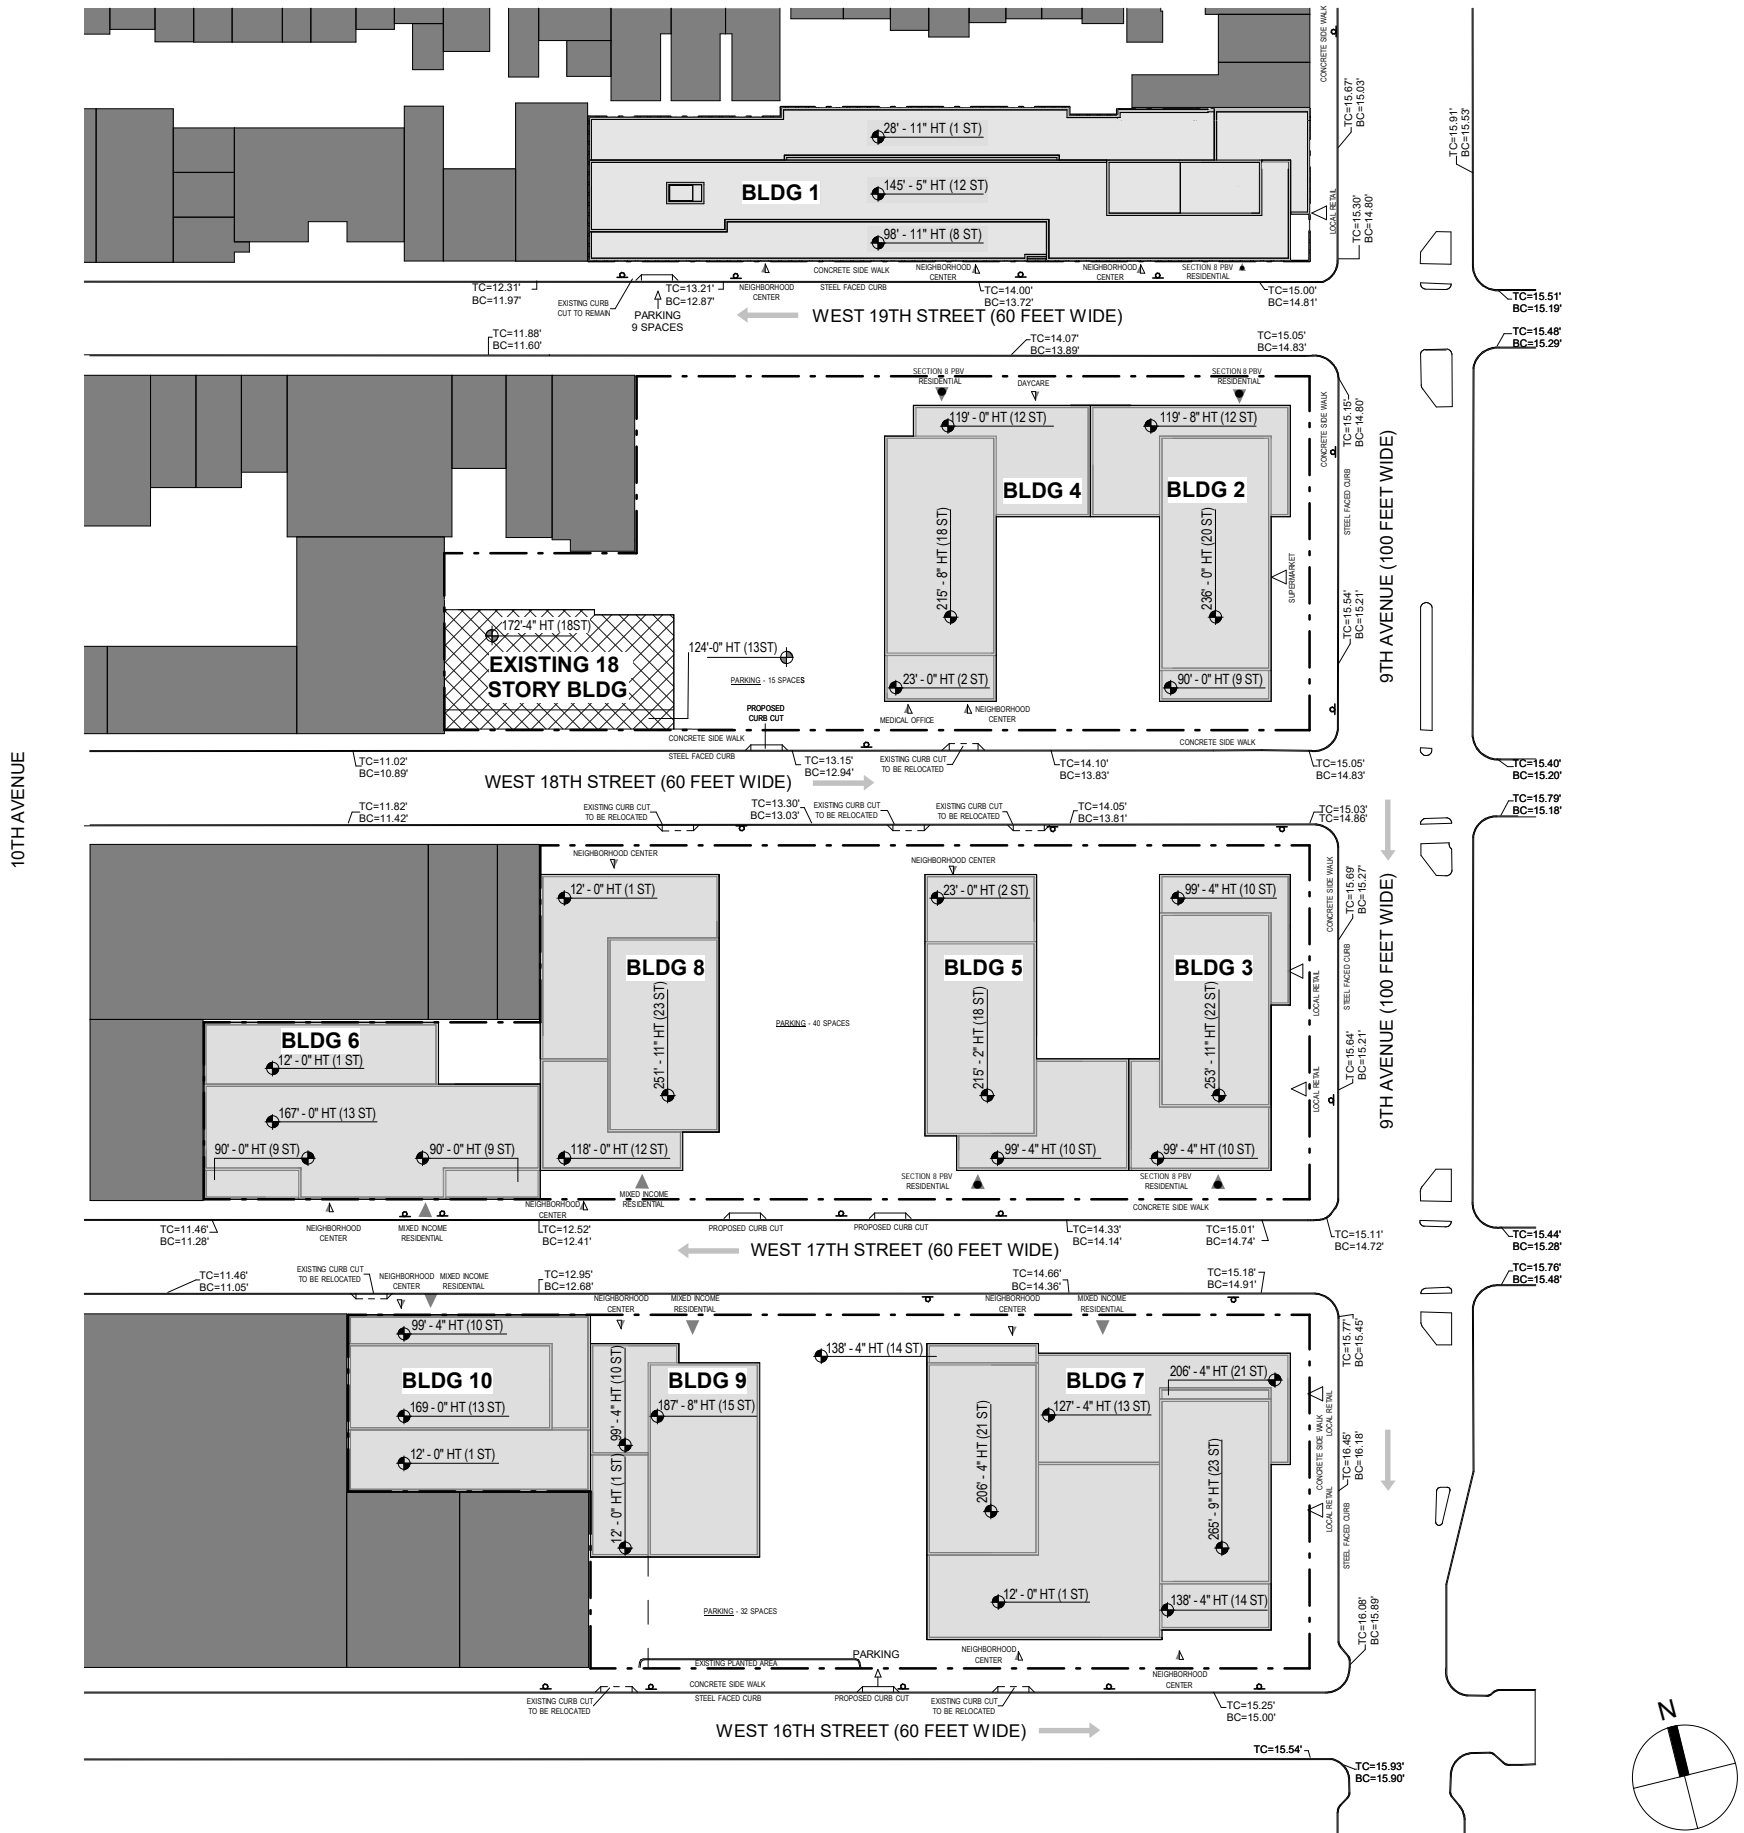 CONCRETE SIDE WALK
TC=15.67'
BC=15.03'
TC=15.91'
BC=15.53'
28' - 11" HT (1 ST)
BLDG 1
145' - 5" HT (12 ST)
98' - 11" HT (8 ST)
LOCAL RETAIL
TC=15.30'
BC=14.80'
TC=12.31'
BC=11.97'
EXISTING CURB
CUT TO REMAIN
PARKING
9 SPACES
TC=13.21'
BC=12.87'
NEIGHBORHOOD
CENTER
CONCRETE SIDE WALK
STEEL FACED CURB
NEIGHBORHOOD
CENTER
TC=14.00'
BC=13.72'
NEIGHBORHOOD
CENTER
SECTION 8 PBV
RESIDENTIAL
TC=15.00'
BC=14.81'
TC=15.51'
BC=15.19'
WEST 19TH STREET (60 FEET WIDE)
TC=11.88'
BC=11.60'
TC=14.07'
BC=13.89'
TC=15.05'
BC=14.83'
TC=15.48'
BC=15.29'
SECTION 8 PBV
RESIDENTIAL
DAYCARE
SECTION 8 PBV
RESIDENTIAL
119' - 0" HT (12 ST)
119' - 8" HT (12 ST)
CONCRETE SIDE WALK
TC=15.15'
BC=14.80'
STEEL FACED CURB
9TH AVENUE (100 FEET WIDE)
BLDG 4
BLDG 2
215' - 8" HT (18 ST)
236' - 0" HT (20 ST)
SUPERMARKET
TC=15.54'
BC=15.21'
172'-4" HT (18ST)
EXISTING 18
STORY BLDG
124'-0" HT (13ST)
PARKING - 15 SPACES
23' - 0" HT (2 ST)
90' - 0" HT (9 ST)
PROPOSED
CURB CUT
MEDICAL OFFICE
NEIGHBORHOOD
CENTER
CONCRETE SIDE WALK
STEEL FACED CURB
CONCRETE SIDE WALK
10TH AVENUE
TC=11.02'
BC=10.89'
TC=13.15'
BC=12.94'
EXISTING CURB CUT
TO BE RELOCATED
TC=14.10'
BC=13.83'
TC=15.05'
BC=14.83'
TC=15.40'
BC=15.20'
WEST 18TH STREET (60 FEET WIDE)
TC=11.82'
BC=11.42'
EXISTING CURB CUT
TO BE RELOCATED
TC=13.30'
BC=13.03'
EXISTING CURB CUT
TO BE RELOCATED
EXISTING CURB CUT
TO BE RELOCATED
TC=14.05'
BC=13.81'
TC=15.03'
TC=14.86'
TC=15.79'
BC=15.18'
NEIGHBORHOOD CENTER
NEIGHBORHOOD CENTER
12' - 0" HT (1 ST)
23' - 0" HT (2 ST)
99' - 4" HT (10 ST)
CONCRETE SIDE WALK
TC=15.69'
BC=15.27'
STEEL FACED CURB
9TH AVENUE (100 FEET WIDE)
BLDG 8
BLDG 5
BLDG 3
251' - 11" HT (23 ST)
215' - 2" HT (18 ST)
253' - 11" HT (22 ST)
LOCAL RETAIL
LOCAL RETAIL
TC=15.64'
BC=15.21'
PARKING - 40 SPACES
BLDG 6
12' - 0" HT (1 ST)
167' - 0" HT (13 ST)
90' - 0" HT (9 ST)
90' - 0" HT (9 ST)
118' - 0" HT (12 ST)
99' - 4" HT (10 ST)
99' - 4" HT (10 ST)
MIXED INCOME
RESIDENTIAL
SECTION 8 PBV
RESIDENTIAL
SECTION 8 PBV
RESIDENTIAL
CONCRETE SIDE WALK
NEIGHBORHOOD
CENTER
TC=11.46'
BC=11.28'
NEIGHBORHOOD
CENTER
MIXED INCOME
RESIDENTIAL
TC=12.52'
BC=12.41'
PROPOSED CURB CUT
PROPOSED CURB CUT
TC=14.33'
BC=14.14'
TC=15.01'
BC=14.74'
TC=15.11'
BC=14.72'
TC=15.44'
BC=15.28'
WEST 17TH STREET (60 FEET WIDE)
TC=11.46'
BC=11.05'
EXISTING CURB CUT
TO BE RELOCATED
NEIGHBORHOOD
CENTER
MIXED INCOME
RESIDENTIAL
TC=12.95'
BC=12.68'
NEIGHBORHOOD
CENTER
MIXED INCOME
RESIDENTIAL
TC=14.66'
BC=14.36'
NEIGHBORHOOD
CENTER
MIXED INCOME
RESIDENTIAL
TC=15.18'
BC=14.91'
TC=15.76'
BC=15.48'
TC=15.77'
BC=15.45'
99' - 4" HT (10 ST)
BLDG 10
169 - 0" HT (13 ST)
12' - 0" HT (1 ST)
99' - 4" HT (10 ST)
12' - 0" HT (1 ST)
BLDG 9
187' - 8" HT (15 ST)
138' - 4" HT (14 ST)
BLDG 7
206' - 4" HT (21 ST)
127' - 4" HT (13 ST)
206' - 4" HT (21 ST)
265' - 9" HT (23 ST)
12' - 0" HT (1 ST)
138' - 4" HT (14 ST)
LOCAL RETAIL
CONCRETE SIDE WALK
LOCAL RETAIL
TC=16.45'
BC=16.18'
STEEL FACED CURB
PARKING - 32 SPACES
TC=16.08'
BC=15.89'
EXISTING PLANTED AREA
PARKING
NEIGHBORHOOD
CENTER
NEIGHBORHOOD
CENTER
CONCRETE SIDE WALK
STEEL FACED CURB
EXISTING CURB CUT
TO BE RELOCATED
PROPOSED CURB CUT
EXISTING CURB CUT
TO BE RELOCATED
TC=15.25'
BC=15.00'
WEST 16TH STREET (60 FEET WIDE)
TC=15.54'
TC=15.93'
BC=15.90'
N